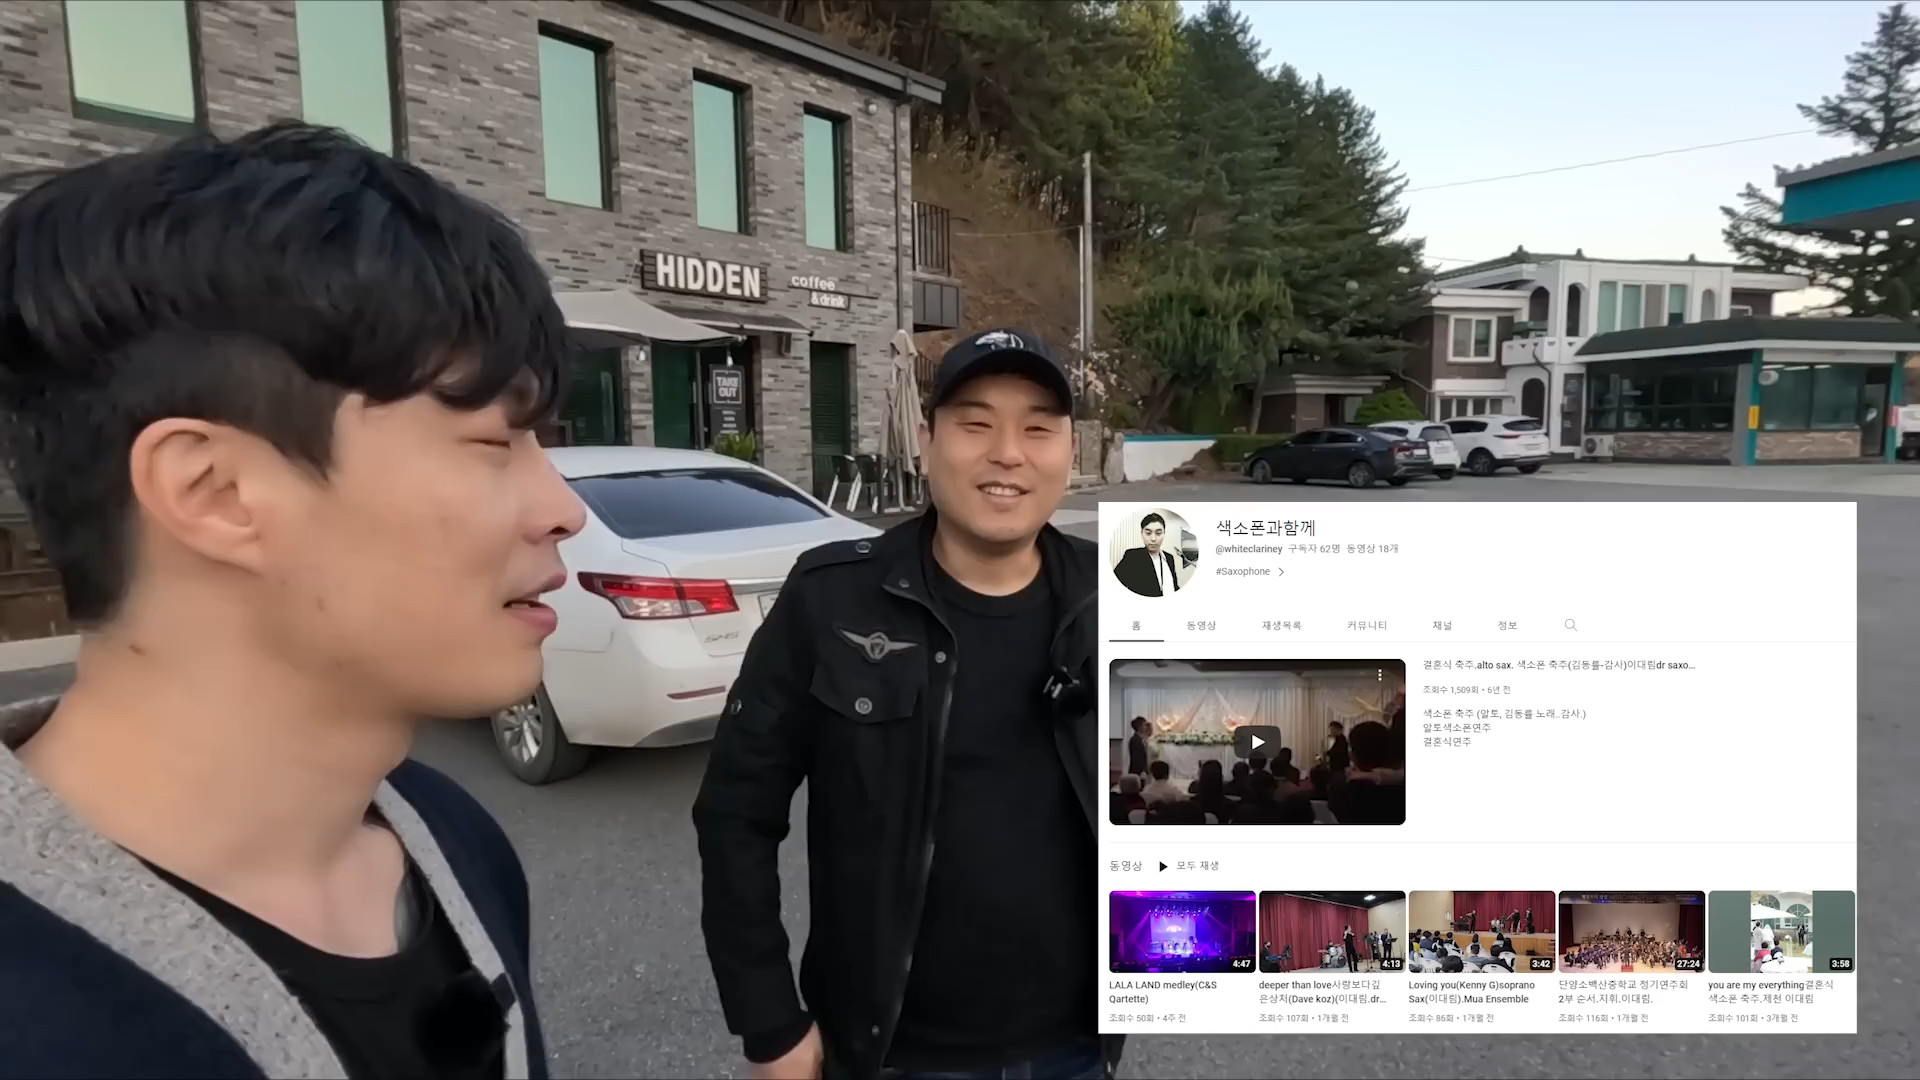 HIDDEN
coffee
& drink
TAKE
OUT
색소폰과함께
@whiteclariney 구독자 62명 동영상 18개
#Saxophone
홈 동영상 재생목록 커뮤니티 채널 정보
결혼식 축주.alto sax. 색소폰 축주(김동률-감사)이대림dr saxo...
조회수 1,509회 • 6년 전
색소폰 축주 (알토, 김동률 노래..감사.)
알토색소폰연주
결혼식연주
동영상 모두 재생
4:47
LALA LAND medley(C&S
Qartette)
조회수 50회 • 4주 전
4:13
deeper than love사랑보다깊
은상처(Dave koz)(이대림.dr...
조회수 107회 • 1개월 전
3:42
Loving you(Kenny G)soprano
Sax(이대림).Mua Ensemble
조회수 86회 • 1개월 전
27:24
단양소백산중학교 정기연주회
2부 순서.지휘.이대림.
조회수 116회 • 1개월 전
3:58
you are my everything결혼식
색소폰 축주.제천 이대림
조회수 101회 • 3개월 전